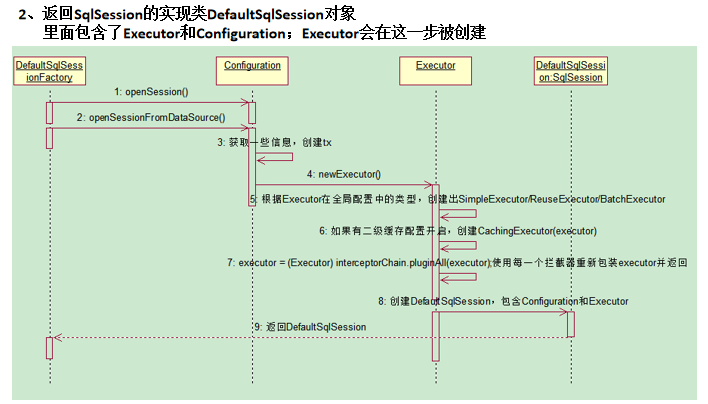 2、返回SqlSession的实现类DefaultSqlSession对象
里面包含了Executor和Configuration；Executor会在这一步被创建
DefaultSqlSess
ionFactory
Configuration
Executor
DefaultSqlSessi
on:SqlSession
1: openSession()
2: openSessionFromDataSource()
3: 获取一些信息，创建tx
4: newExecutor()
5: 根据Executor在全局配置中的类型，创建出SimpleExecutor/ReuseExecutor/BatchExecutor
6: 如果有二级缓存配置开启，创建CachingExecutor(executor)
7: executor = (Executor) interceptorChain.pluginAll(executor);使用每一个拦截器重新包装executor并返回
8: 创建DefaultSqlSession，包含Configuration和Executor
9: 返回DefaultSqlSession